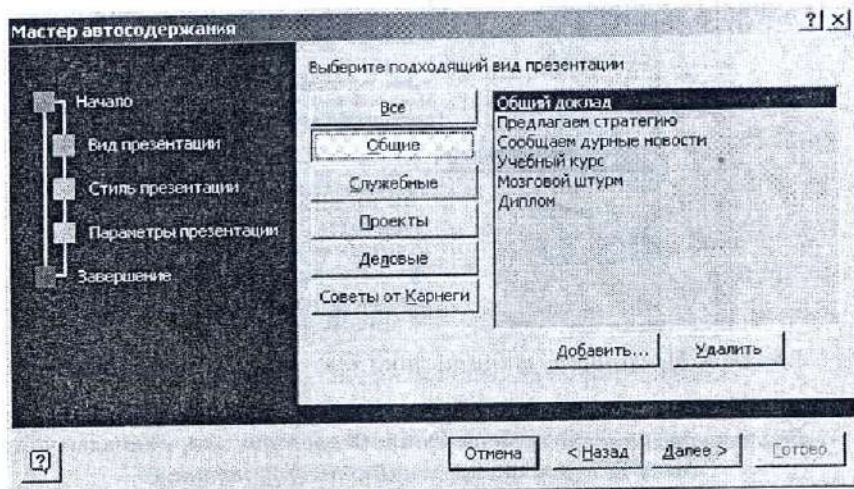 Мастер автосодержания
Начало
Вид презентации
Стиль презентации
Параметры презентации
Завершение
Выберите подходящий вид презентации
Все
Общие
Служебные
Проекты
Деловые
Советы от Карнеги
Общий доклад
Предлагаем стратегию
Сообщаем дурные новости
Учебный курс
Мозговой штурм
Диплом
Добавить...
Удалить
Отмена
< Назад
Далее >
Готово